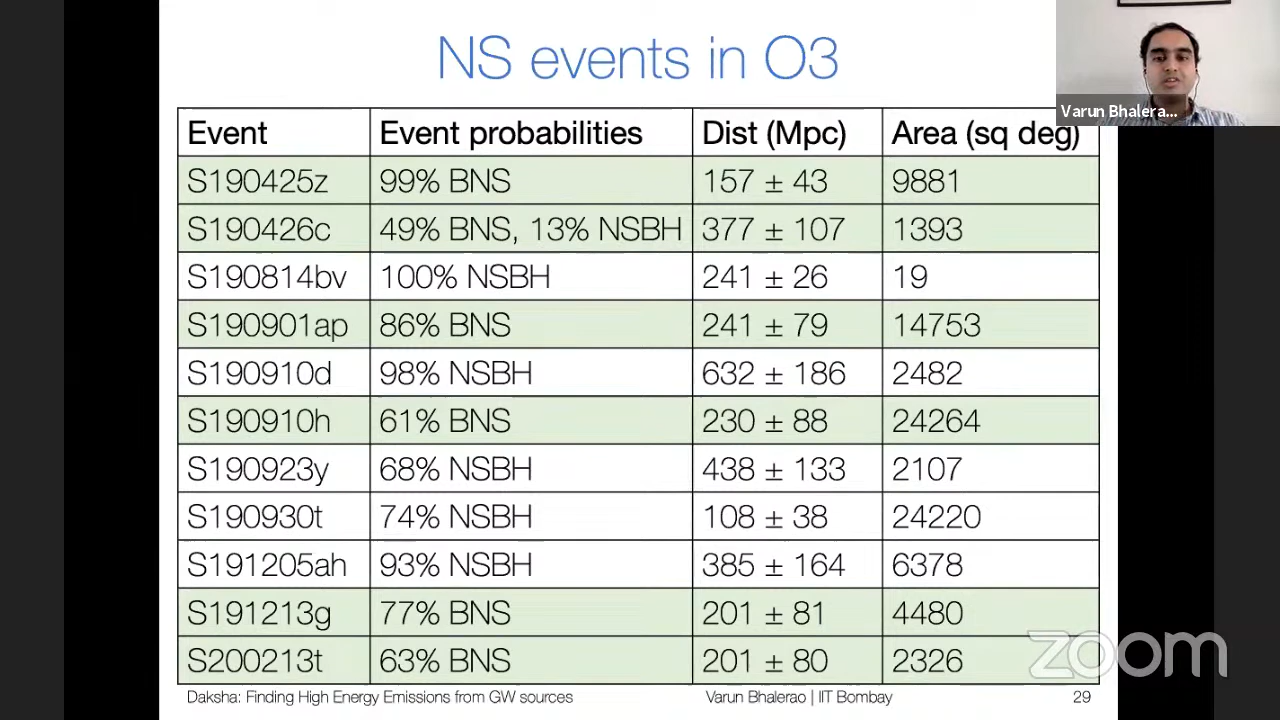 NS events in O3
Varun Bhalera...
Event Event probabilities Dist (Mpc) Area (sq deg)
S190425z 99% BNS 157 ± 43 9881
S190426c 49% BNS, 13% NSBH 377 ± 107 1393
S190814bv 100% NSBH 241 ± 26 19
S190901ap 86% BNS 241 ± 79 14753
S190910d 98% NSBH 632 ± 186 2482
S190910h 61% BNS 230 ± 88 24264
S190923y 68% NSBH 438 ± 133 2107
S190930t 74% NSBH 108 ± 38 24220
S191205ah 93% NSBH 385 ± 164 6378
S191213g 77% BNS 201 ± 81 4480
S200213t 63% BNS 201 ± 80 2326
zoom
Daksha: Finding High Energy Emissions from GW sources Varun Bhalerao | IIT Bombay 29